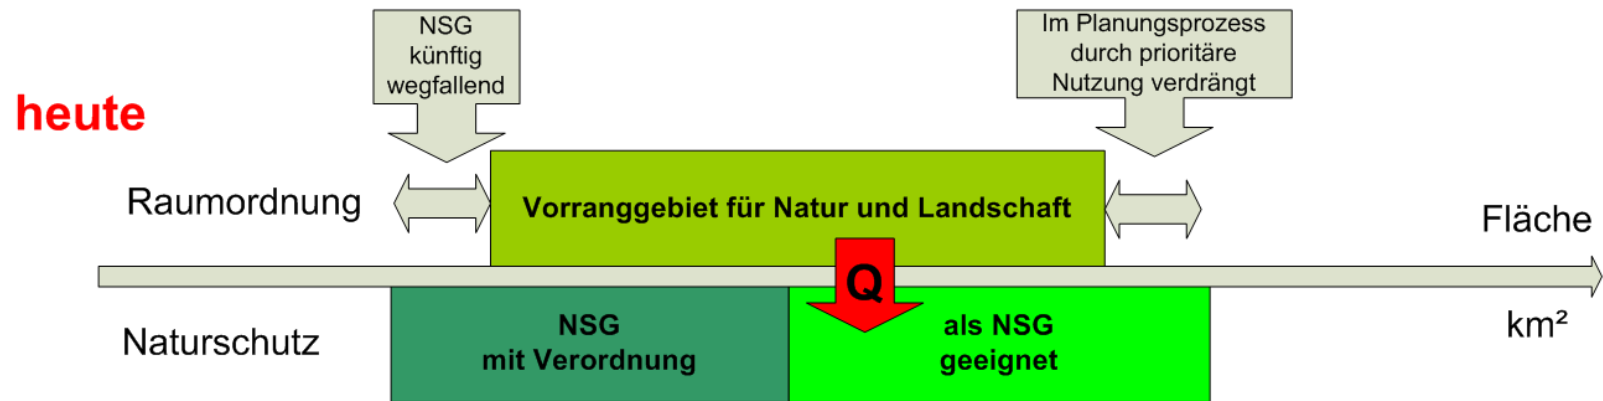 NSG
künftig
wegfallend
Im Planungsprozess
durch prioritäre
Nutzung verdrängt
heute
Raumordnung
Vorranggebiet für Natur und Landschaft
Fläche
Q
Naturschutz
NSG
mit Verordnung
als NSG
geeignet
km²